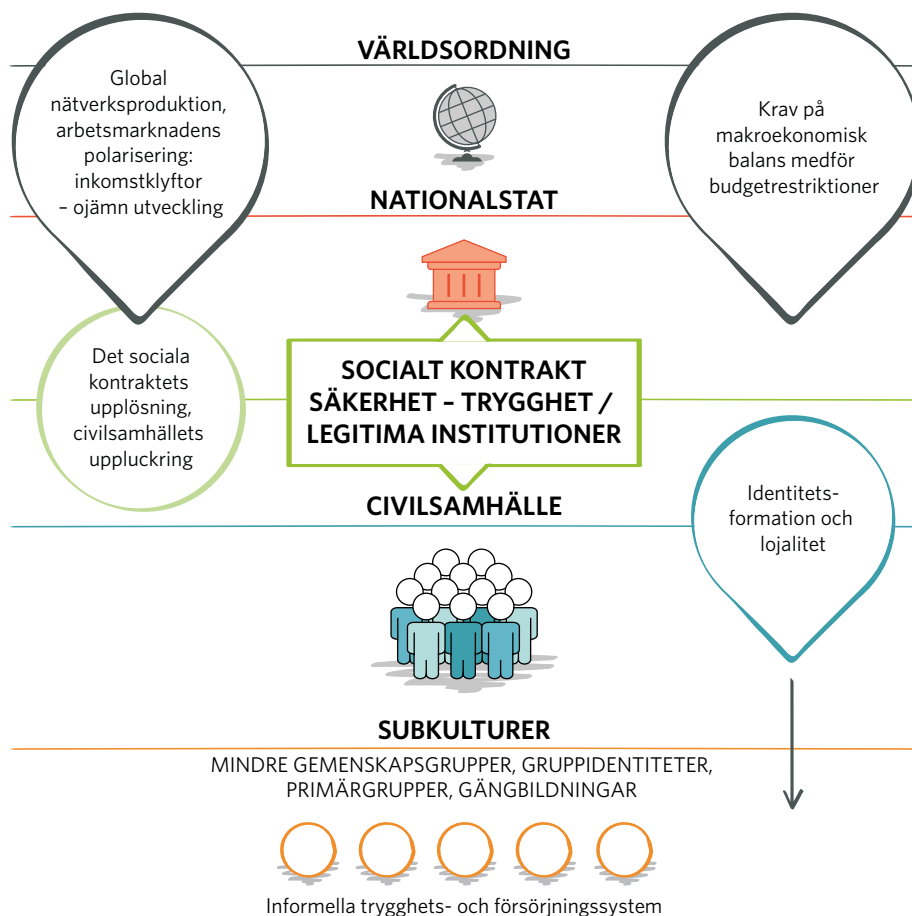 VÄRLDSORDNING
Global
nätverksproduktion,
arbetsmarknadens
polarisering:
inkomstklyftor
– ojämn utveckling
Krav på
makroekonomisk
balans medför
budgetrestriktioner
NATIONALSTAT
Det sociala
kontraktets
upplösning,
civilsamhällets
uppluckring
SOCIALT KONTRAKT
SÄKERHET – TRYGGHET /
LEGITIMA INSTITUTIONER
CIVILSAMHÄLLE
Identitets-
formation och
lojalitet
SUBKULTURER
MINDRE GEMENSKAPSGRUPPER, GRUPPIDENTITETER,
PRIMÄRGRUPPER, GÄNGBILDNINGAR
Informella trygghets- och försörjningssystem